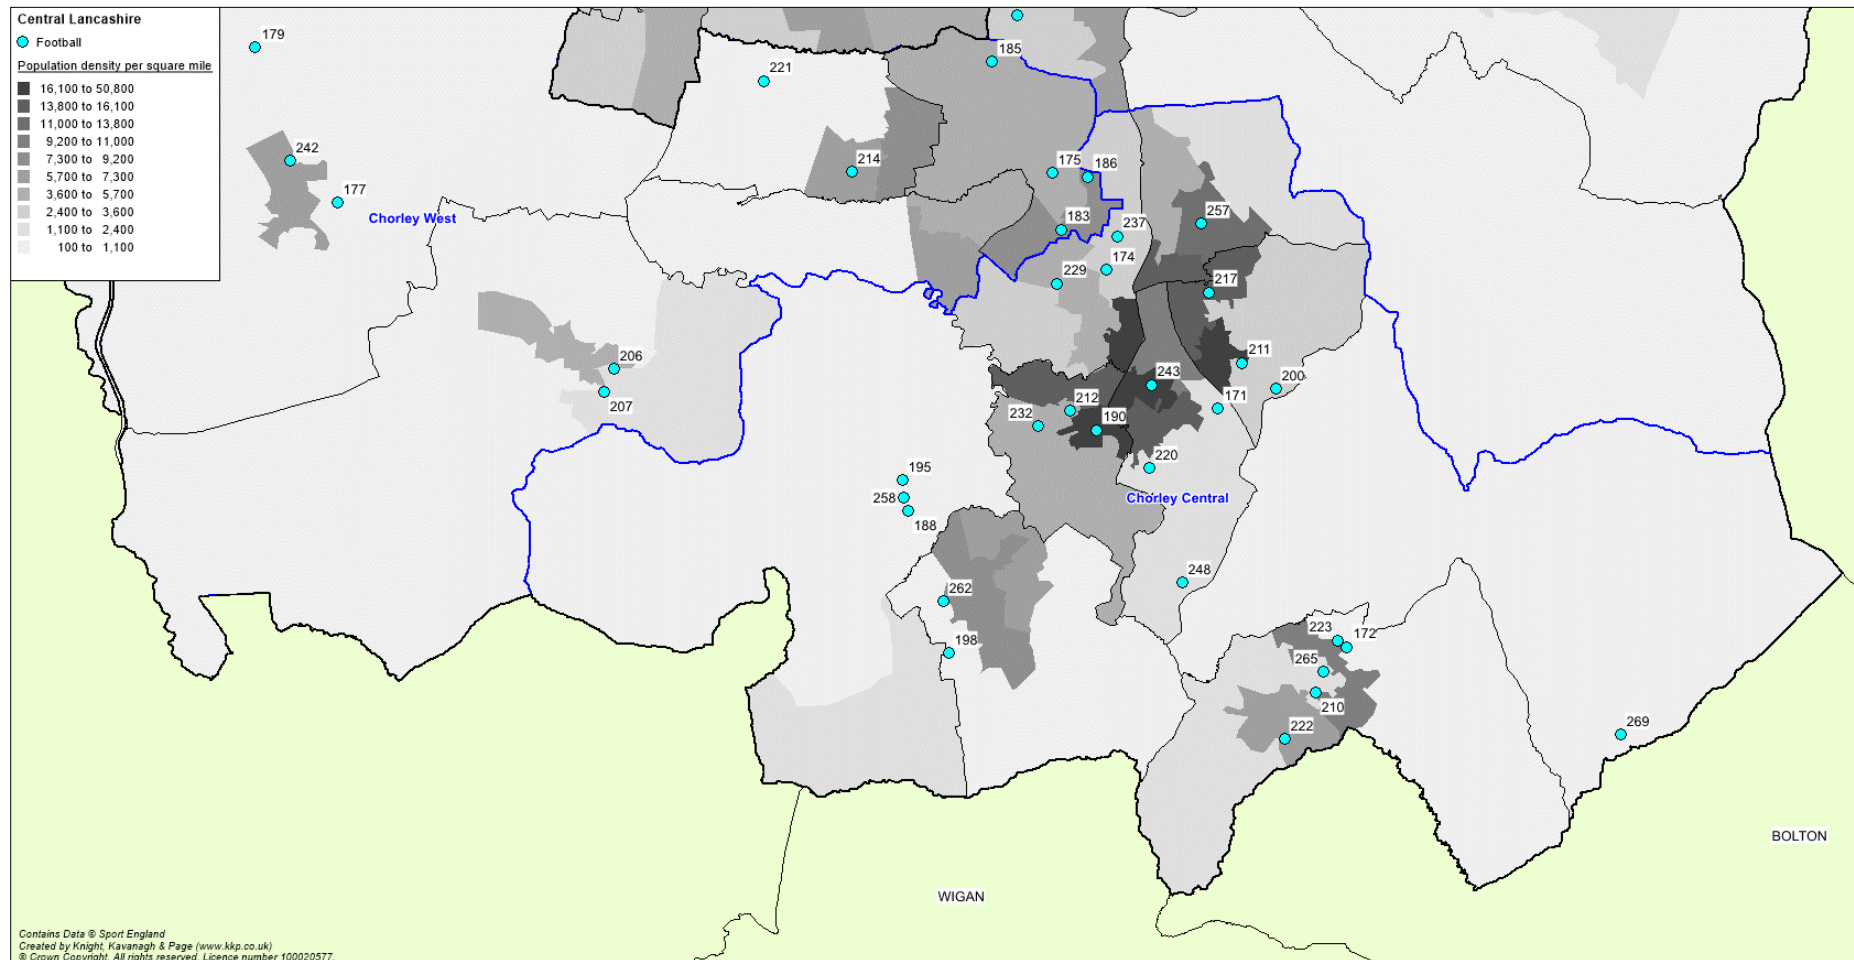 Central Lancashire
Football
Population density per square mile
16,100 to 50,800
13,800 to 16,100
11,000 to 13,800
9,200 to 11,000
7,300 to 9,200
5,700 to 7,300
3,600 to 5,700
2,400 to 3,600
1,100 to 2,400
100 to 1,100
179
221
185
242
177
Chorley West
214
175
186
183
237
257
174
229
217
206
207
211
243
200
171
212
232
190
220
195
258
188
Chorley Central
248
262
198
223
172
265
210
222
269
BOLTON
WIGAN
Contains Data © Sport England
Created by Knight, Kavanagh & Page (www.kkp.co.uk)
© Crown Copyright. All rights reserved. Licence number 100020577.